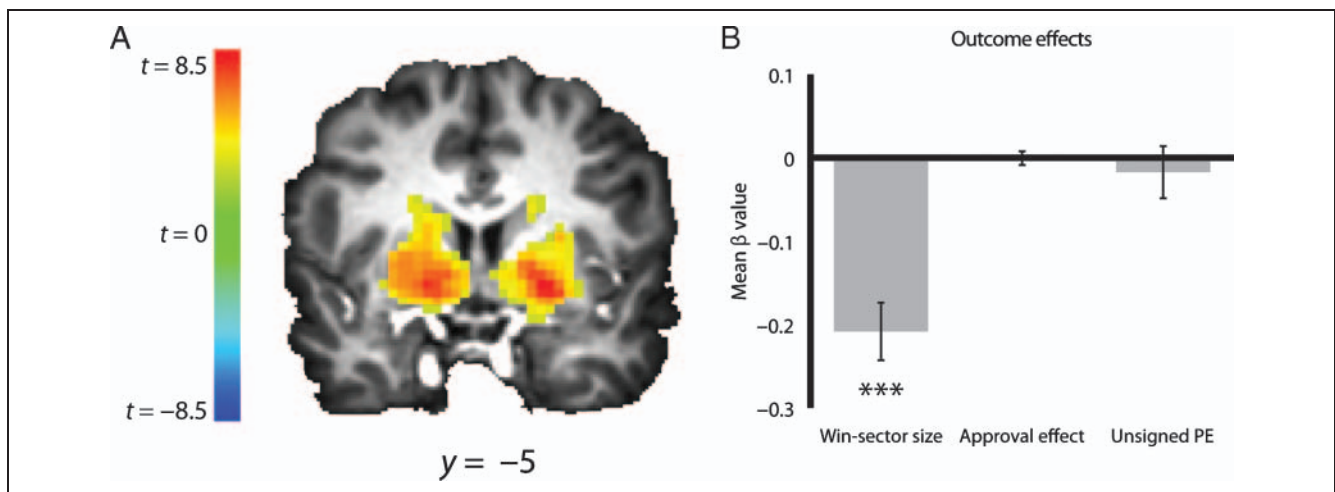 A
t = 8.5
t = 0
t = −8.5
y = −5
B
Outcome effects
Mean β value
0.1
0
−0.1
−0.2
−0.3
***
Win-sector size
Approval effect
Unsigned PE